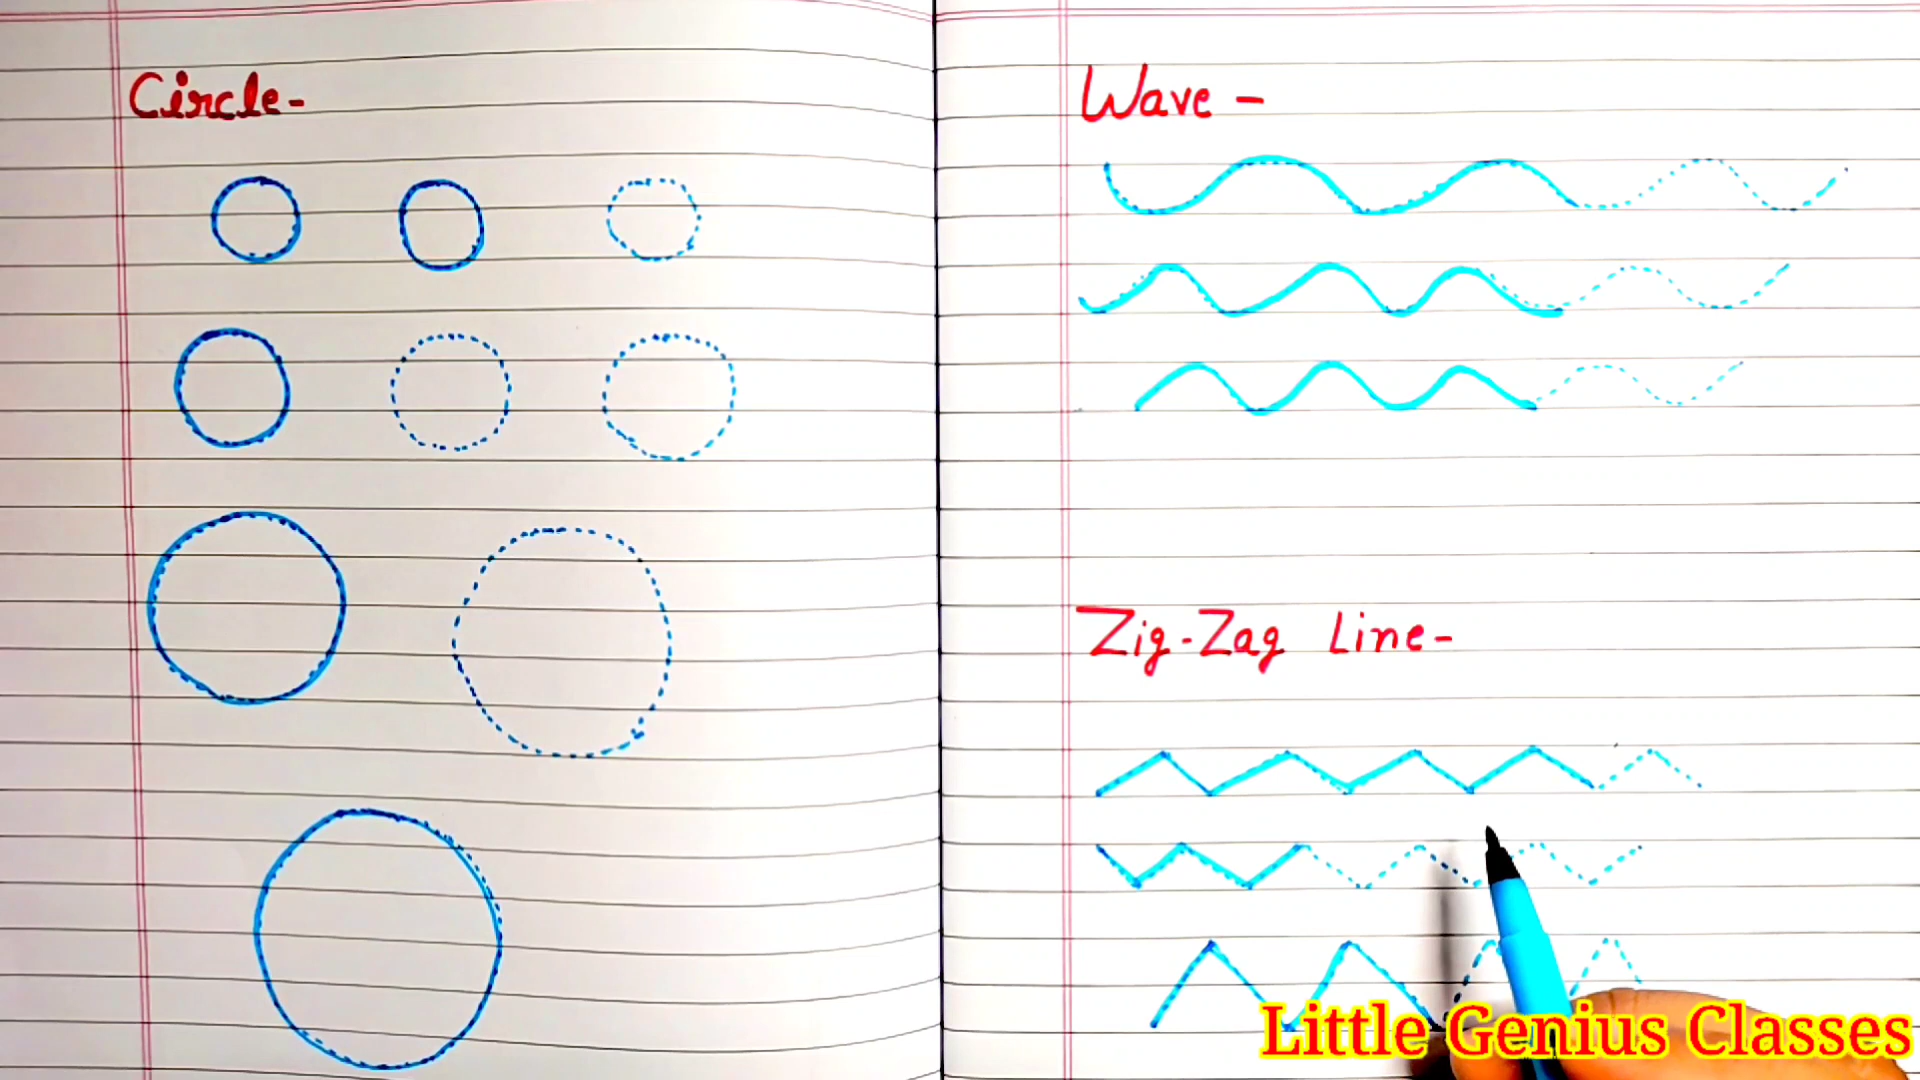 Circle-
Wave -
Zig-Zag Line-
Little Genius Classes